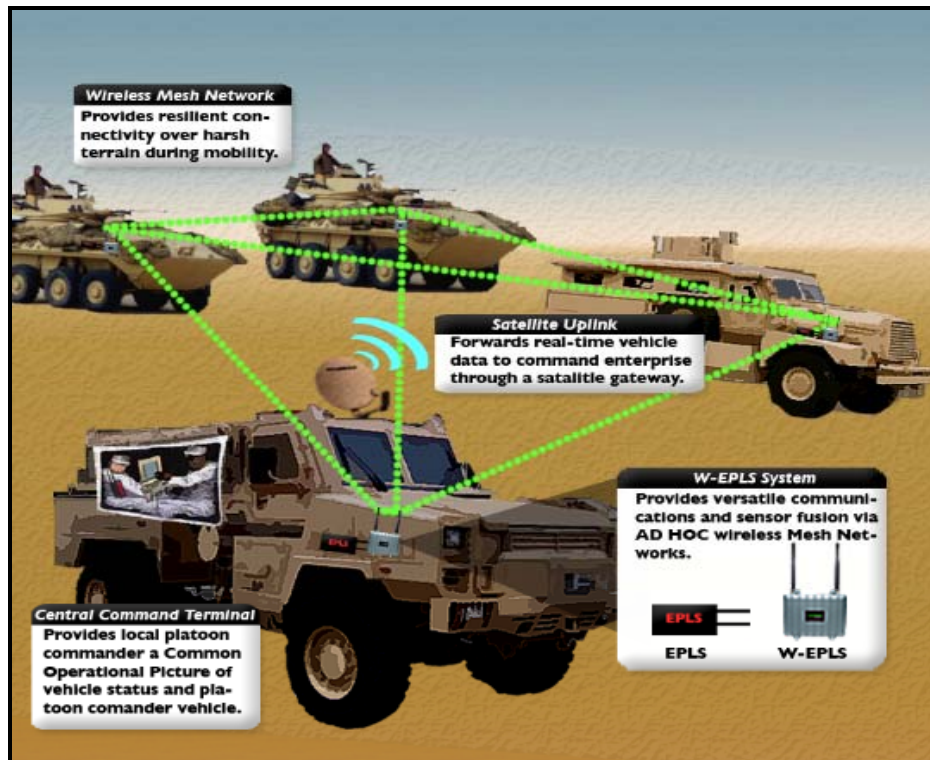 Wireless Mesh Network
Provides resilient con-
nectivity over harsh
terrain during mobility.
Satellite Uplink
Forwards real-time vehicle
data to command enterprise
through a satalitle gateway.
W-EPLS System
Provides versatile communi-
cations and sensor fusion via
AD HOC wireless Mesh Net-
works.
EPLS
EPLS
W-EPLS
EPLS
Central Command Terminal
Provides local platoon
commander a Common
Operational Picture of
vehicle status and pla-
toon comander vehicle.